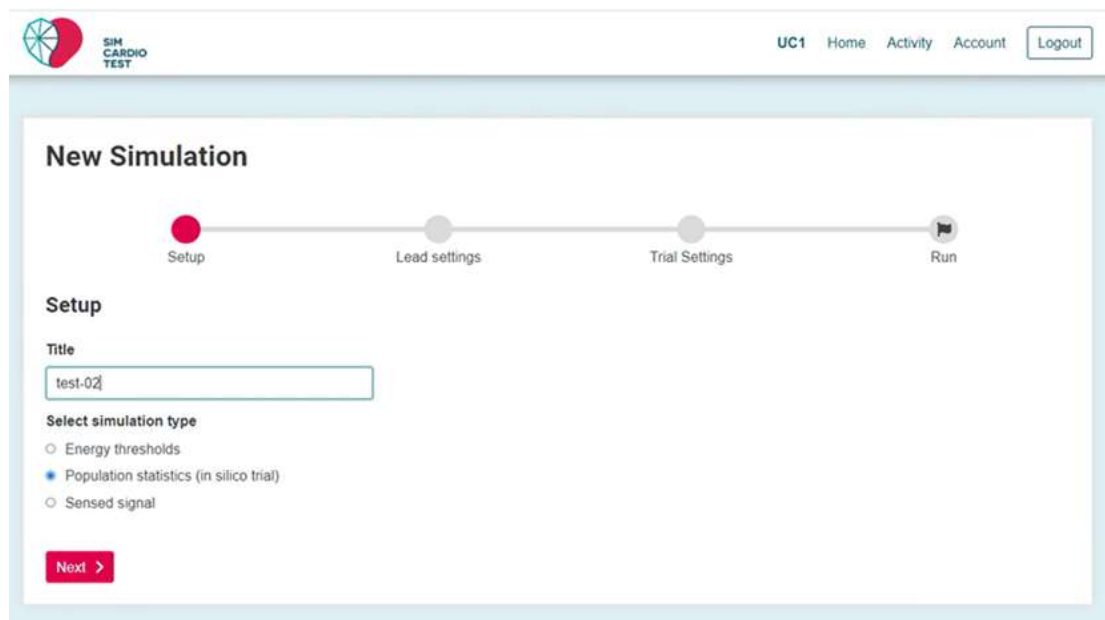 SIM
CARDIO
TEST
UC1 Home Activity Account Logout
New Simulation
Setup Lead settings Trial Settings Run
Setup
Title
test-02
Select simulation type
Energy thresholds
Population statistics (in silico trial)
Sensed signal
Next >